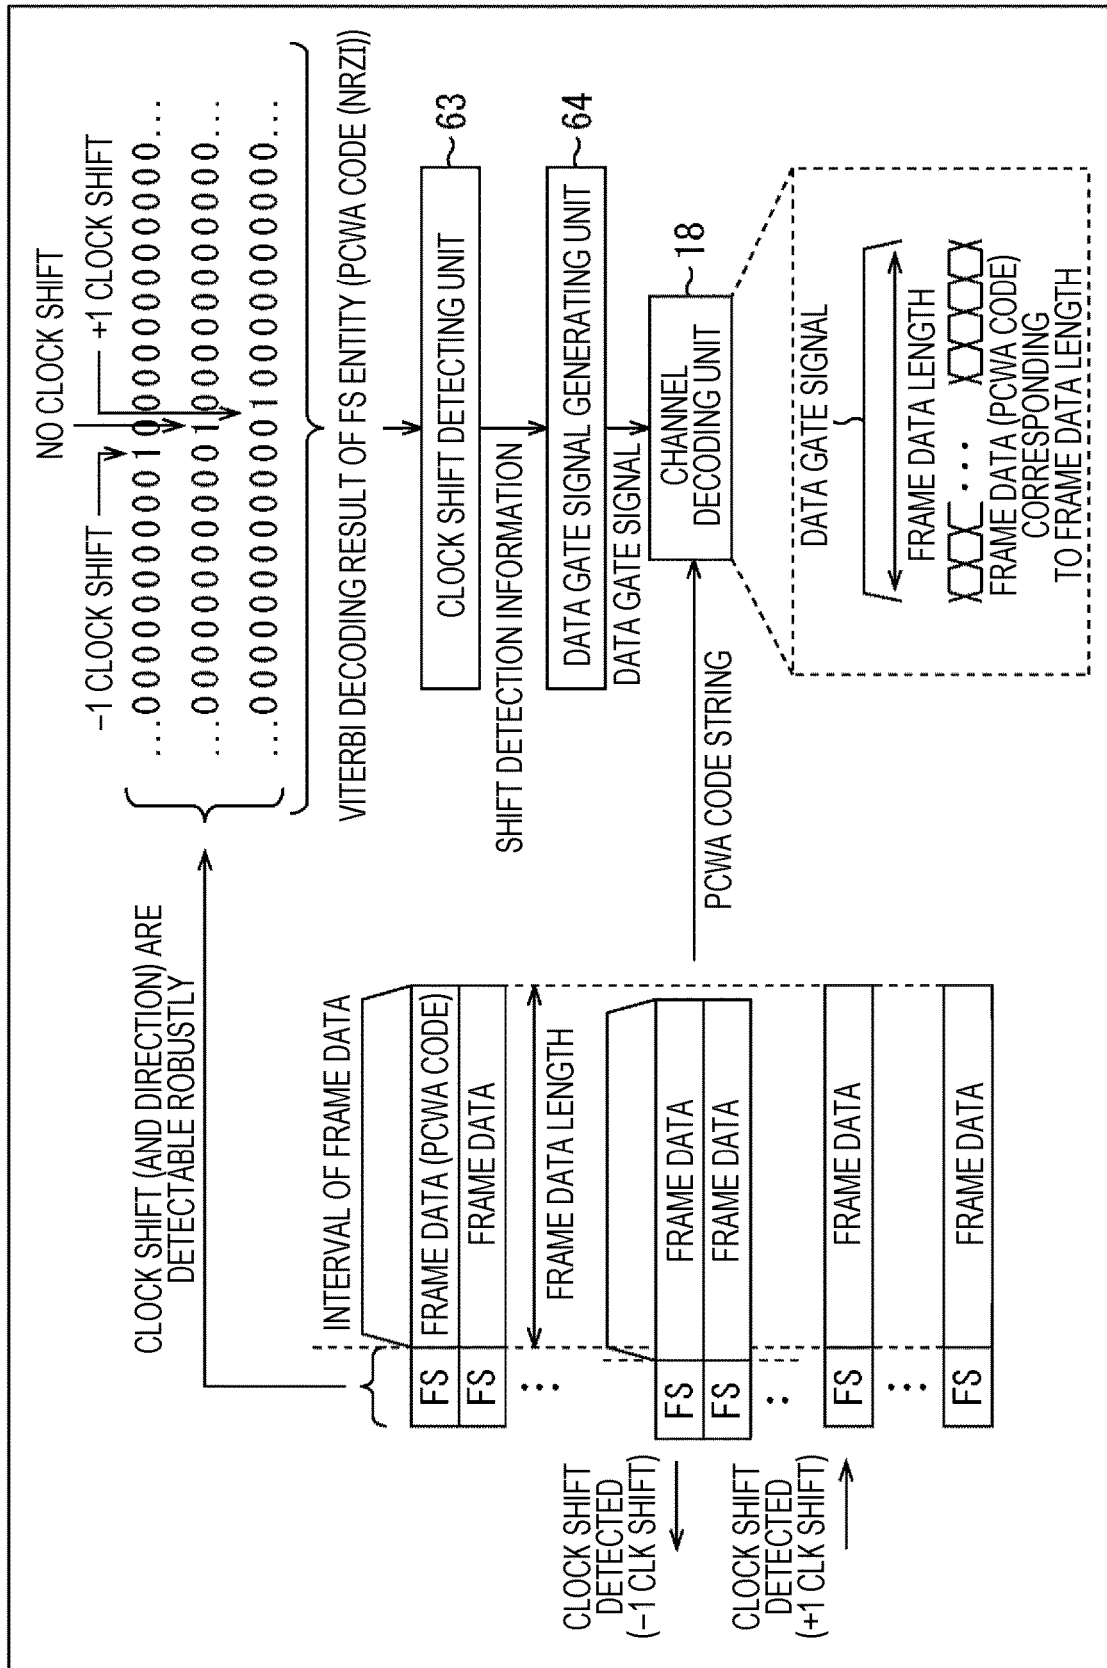 CLOCK SHIFT (AND DIRECTION) ARE
DETECTABLE ROBUSTLY
NO CLOCK SHIFT
−1 CLOCK SHIFT
+1 CLOCK SHIFT
...0000000000010000000000000...
...0000000000001000000000000...
...0000000000000100000000000...
VITERBI DECODING RESULT OF FS ENTITY (PCWA CODE (NRZI))
CLOCK SHIFT DETECTING UNIT
63
SHIFT DETECTION INFORMATION
DATA GATE SIGNAL GENERATING UNIT
64
DATA GATE SIGNAL
CHANNEL
DECODING UNIT
18
PCWA CODE STRING
DATA GATE SIGNAL
FRAME DATA LENGTH
...
FRAME DATA (PCWA CODE)
CORRESPONDING
TO FRAME DATA LENGTH
INTERVAL OF FRAME DATA
FS FRAME DATA (PCWA CODE)
FS FRAME DATA
...
FRAME DATA LENGTH
CLOCK SHIFT
DETECTED
(−1 CLK SHIFT)
FS FRAME DATA
FS FRAME DATA
..
CLOCK SHIFT
DETECTED
(+1 CLK SHIFT)
FS FRAME DATA
...
FS FRAME DATA